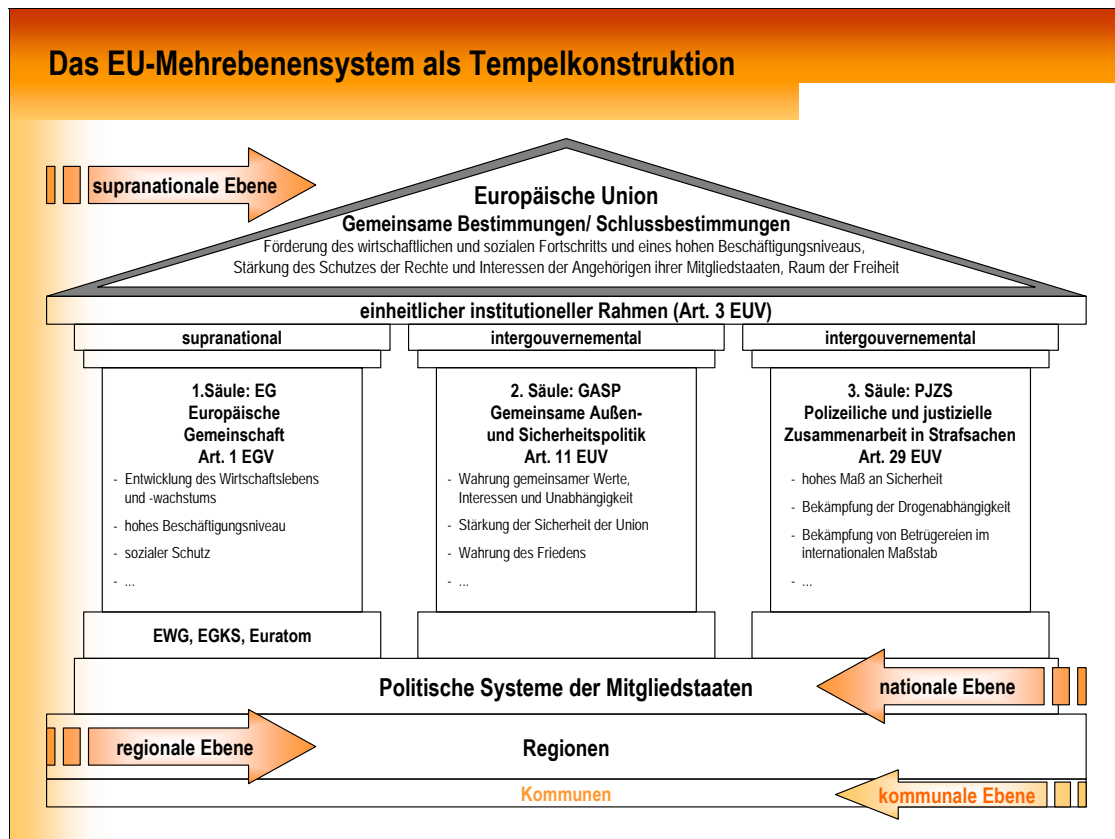 Das EU-Mehrebenensystem als Tempelkonstruktion
supranationale Ebene
Europäische Union
Gemeinsame Bestimmungen/ Schlussbestimmungen
Förderung des wirtschaftlichen und sozialen Fortschritts und eines hohen Beschäftigungsniveaus,
Stärkung des Schutzes der Rechte und Interessen der Angehörigen ihrer Mitgliedstaaten, Raum der Freiheit
einheitlicher institutioneller Rahmen (Art. 3 EUV)
supranational
1.Säule: EG
Europäische
Gemeinschaft
Art. 1 EGV
- Entwicklung des Wirtschaftslebens
und -wachstums
- hohes Beschäftigungsniveau
- sozialer Schutz
- ...
EWG, EGKS, Euratom
intergouvernemental
2. Säule: GASP
Gemeinsame Außen-
und Sicherheitspolitik
Art. 11 EUV
- Wahrung gemeinsamer Werte,
Interessen und Unabhängigkeit
- Stärkung der Sicherheit der Union
- Wahrung des Friedens
- ...
intergouvernemental
3. Säule: PJZS
Polizeiliche und justizielle
Zusammenarbeit in Strafsachen
Art. 29 EUV
- hohes Maß an Sicherheit
- Bekämpfung der Drogenabhängigkeit
- Bekämpfung von Betrügereien im
internationalen Maßstab
- ...
Politische Systeme der Mitgliedstaaten
nationale Ebene
regionale Ebene
Regionen
Kommunen
kommunale Ebene